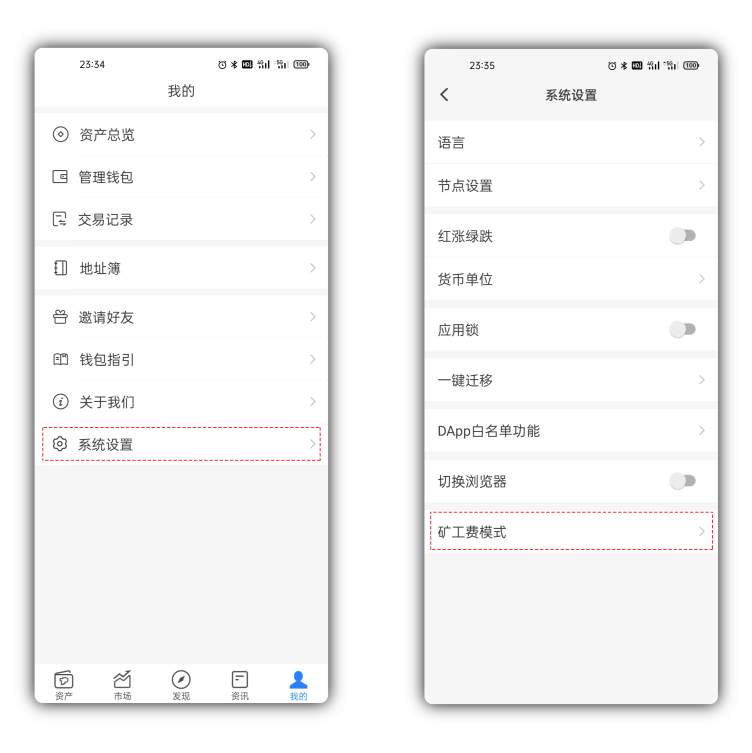 23:34
100
我的
资产总览
管理钱包
交易记录
地址簿
邀请好友
钱包指引
关于我们
系统设置
资产
市场
发现
资讯
我的
23:35
100
系统设置
语言
节点设置
红涨绿跌
货币单位
应用锁
一键迁移
DApp白名单功能
切换浏览器
矿工费模式